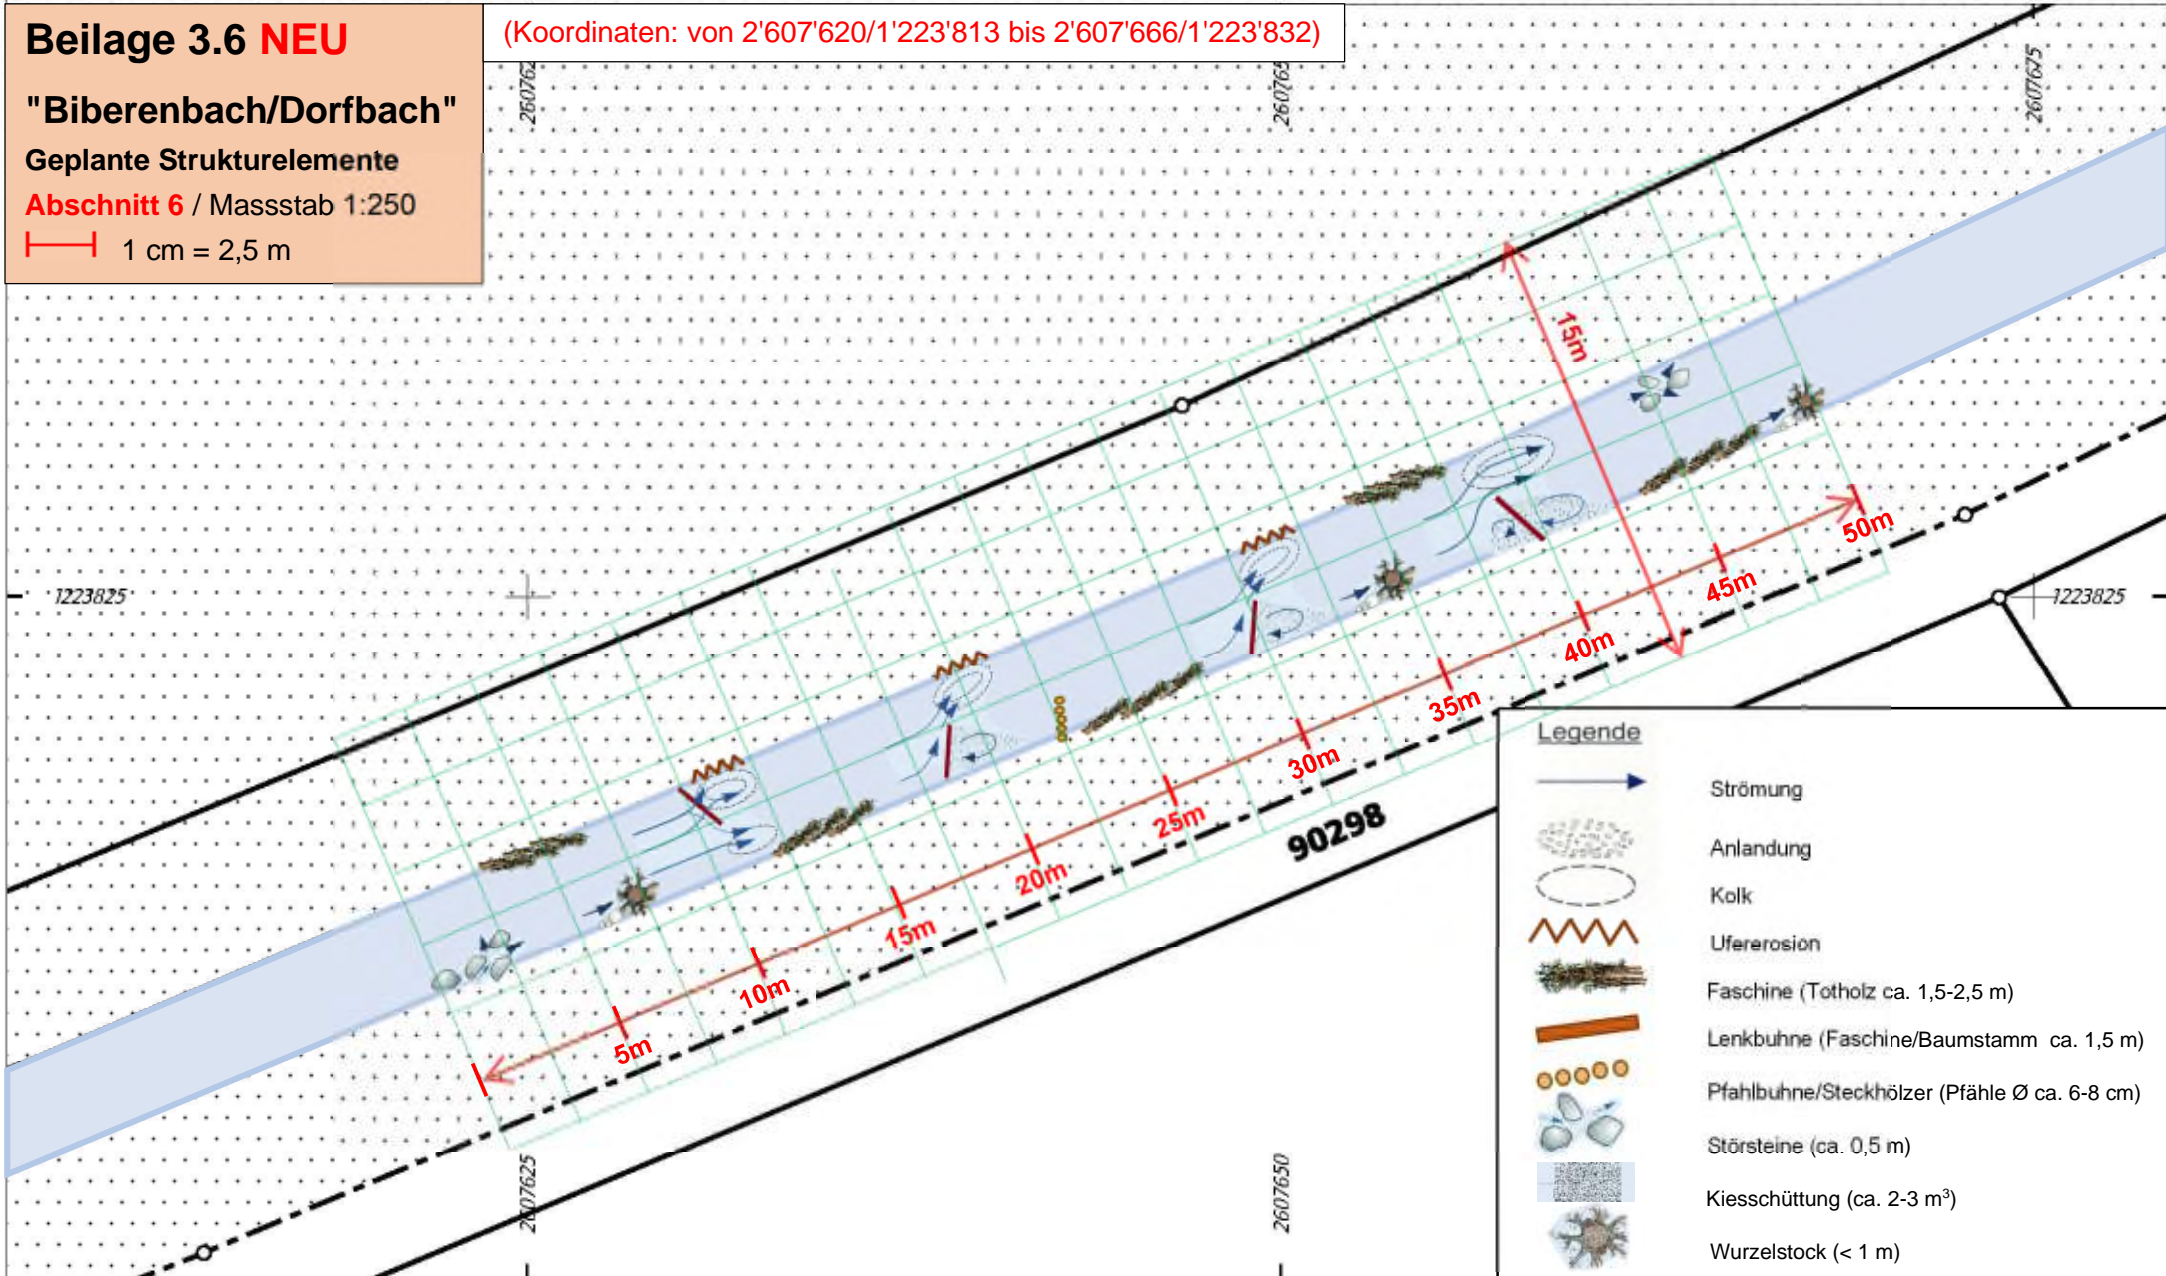 Beilage 3.6 NEU
"Biberenbach/Dorfbach"
Geplante Strukturelemente
Abschnitt 6 / Massstab 1:250
1 cm = 2,5 m
(Koordinaten: von 2'607'620/1'223'813 bis 2'607'666/1'223'832)
2607675
15m
1223825
1223825
50m
45m
40m
35m
30m
25m
20m
15m
10m
5m
90298
2607625
2607650
Legende
Strömung
Anlandung
Kolk
Ufererosion
Faschine (Totholz ca. 1,5-2,5 m)
Lenkbuhne (Faschine/Baumstamm ca. 1,5 m)
Pfahlbuhne/Steckhölzer (Pfähle Ø ca. 6-8 cm)
Störsteine (ca. 0,5 m)
Kiesschüttung (ca. 2-3 m³)
Wurzelstock (< 1 m)